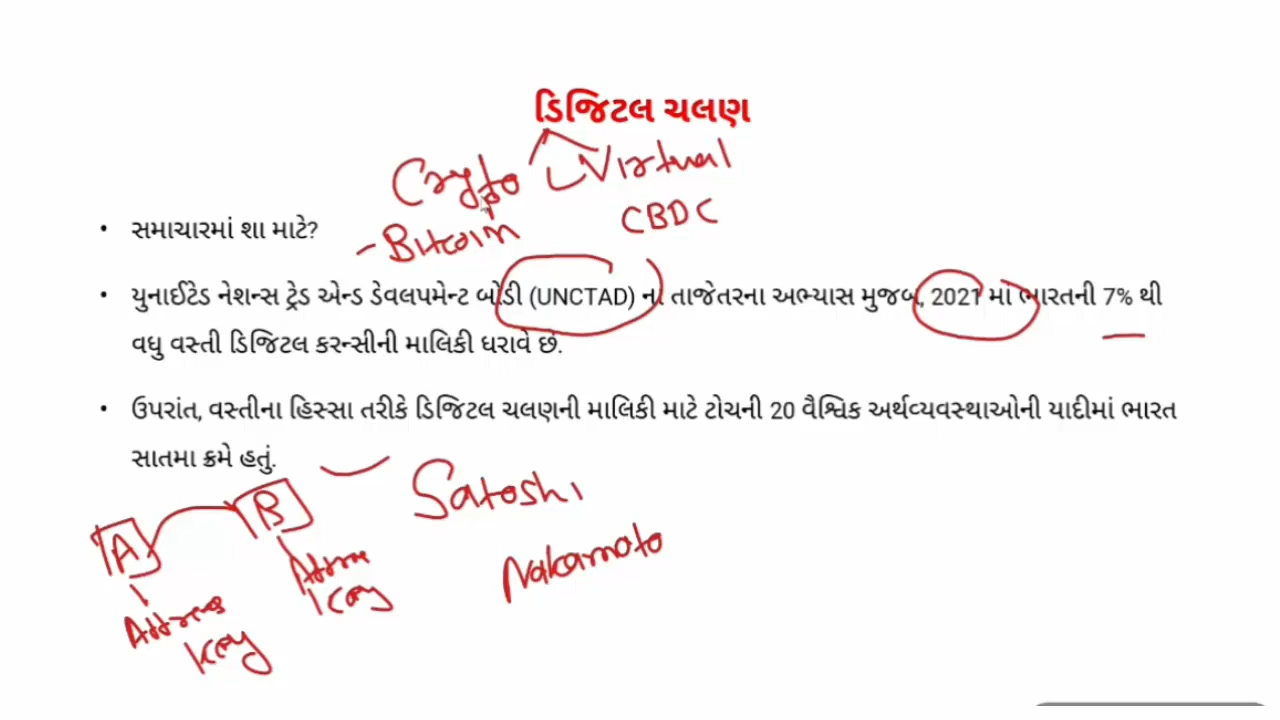 ડિજિટલ ચલણ
Crypto Virtual
CBDC
• સમાચારમાં શા માટે?
- Bitcoin
• યુનાઈટેડ નેશન્સ ટ્રેડ એન્ડ ડેવલપમેન્ટ બોડી (UNCTAD) ના તાજેતરના અભ્યાસ મુજબ, 2021 માં ભારતની 7% થી
વધુ વસ્તી ડિજિટલ કરન્સીની માલિકી ધરાવે છે.
• ઉપરાંત, વસ્તીના હિસ્સા તરીકે ડિજિટલ ચલણની માલિકી માટે ટોચની 20 વૈશ્વિક અર્થવ્યવસ્થાઓની યાદીમાં ભારત
સાતમા ક્રમે હતું.
Satoshi
A B
Nakamoto
Address
Key
Key